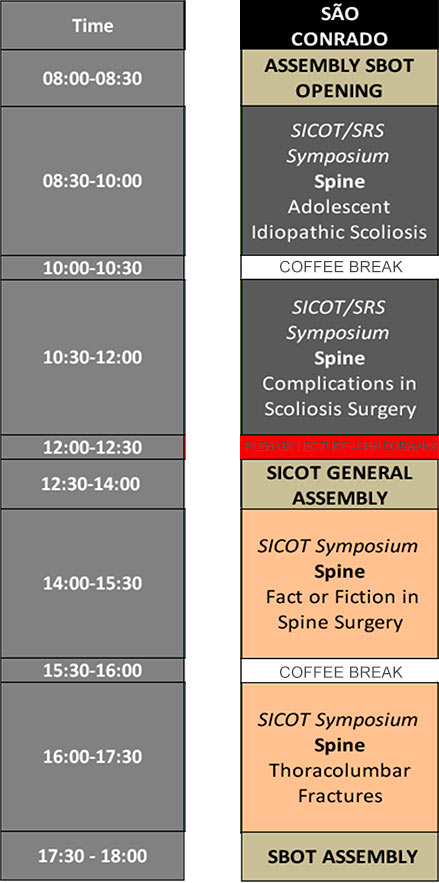 Time
SÃO
CONRADO
08:00-08:30
ASSEMBLY SBOT
OPENING
08:30-10:00
SICOT/SRS
Symposium
Spine
Adolescent
Idiopathic Scoliosis
10:00-10:30
COFFEE BREAK
10:30-12:00
SICOT/SRS
Symposium
Spine
Complications in
Scoliosis Surgery
12:00-12:30
PLENARY LECTURE JOHN
12:30-14:00
SICOT GENERAL
ASSEMBLY
14:00-15:30
SICOT Symposium
Spine
Fact or Fiction in
Spine Surgery
15:30-16:00
COFFEE BREAK
16:00-17:30
SICOT Symposium
Spine
Thoracolumbar
Fractures
17:30 - 18:00
SBOT ASSEMBLY